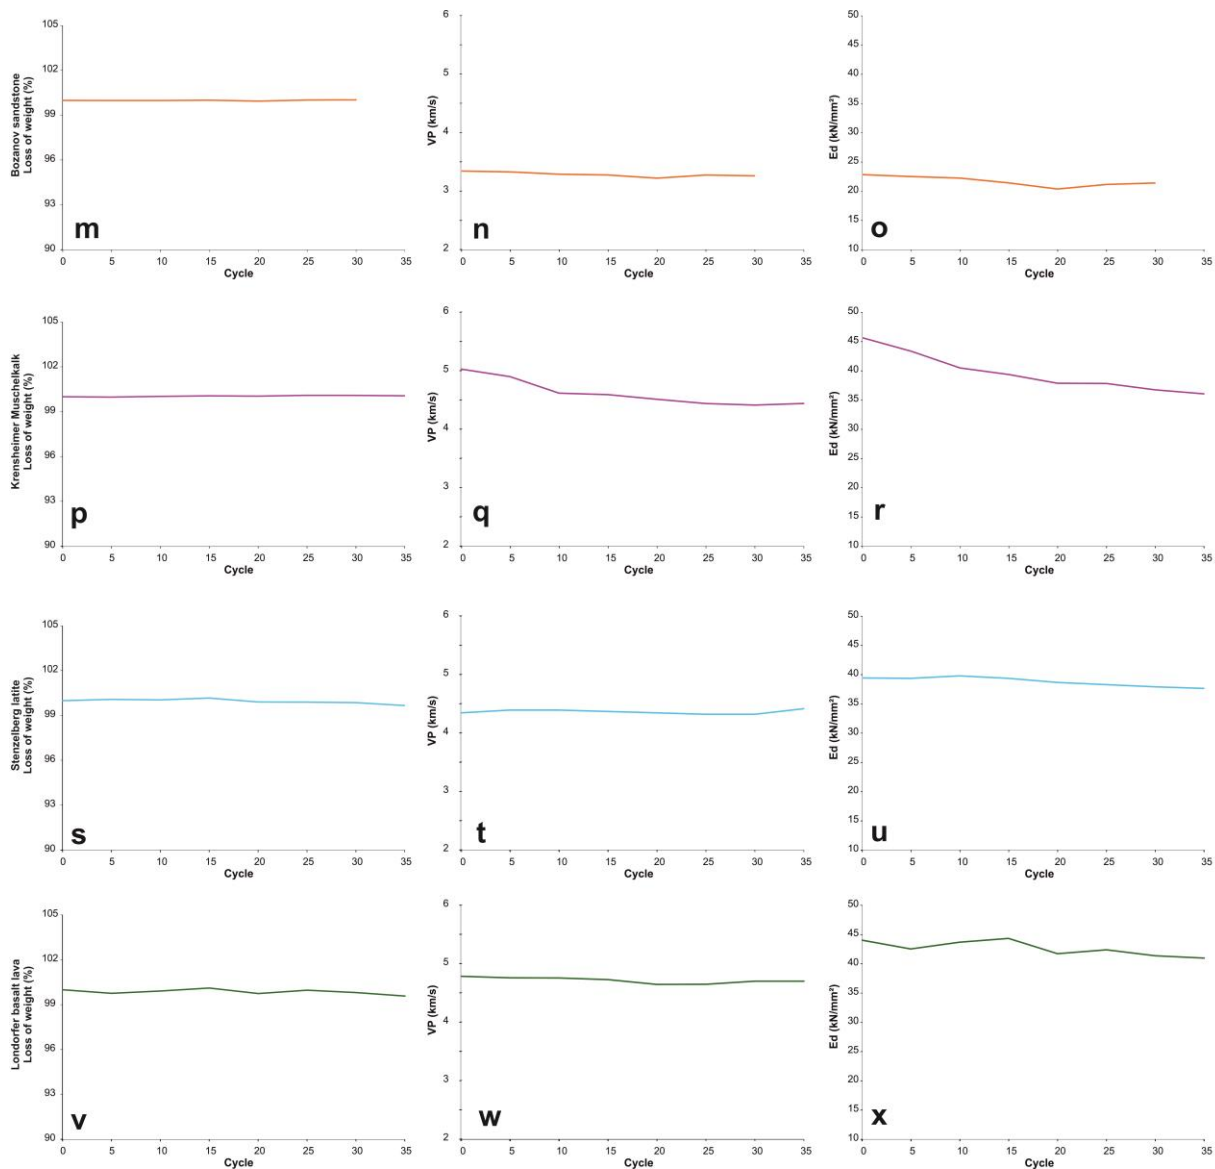 105
102
99
96
93
90
Bozanov sandstone
Loss of weight (%)
m
0 5 10 15 20 25 30 35
Cycle
6
5
4
3
2
VP (km/s)
n
0 5 10 15 20 25 30 35
Cycle
50
45
40
35
30
25
20
15
10
Ed (kN/mm²)
o
0 5 10 15 20 25 30 35
Cycle
105
102
99
96
93
90
Krensheimer Muschelkalk
Loss of weight (%)
p
0 5 10 15 20 25 30 35
Cycle
6
5
4
3
2
VP (km/s)
q
0 5 10 15 20 25 30 35
Cycle
50
45
40
35
30
25
20
15
10
Ed (kN/mm²)
r
0 5 10 15 20 25 30 35
Cycle
105
102
99
96
93
90
Stenzelberg latite
Loss of weight (%)
s
0 5 10 15 20 25 30 35
Cycle
6
5
4
3
2
VP (km/s)
t
0 5 10 15 20 25 30 35
Cycle
50
45
40
35
30
25
20
15
10
Ed (kN/mm²)
u
0 5 10 15 20 25 30 35
Cycle
105
102
99
96
93
90
Londorfer basalt lava
Loss of weight (%)
v
0 5 10 15 20 25 30 35
Cycle
6
5
4
3
2
VP (km/s)
w
0 5 10 15 20 25 30 35
Cycle
50
45
40
35
30
25
20
15
10
Ed (kN/mm²)
x
0 5 10 15 20 25 30 35
Cycle